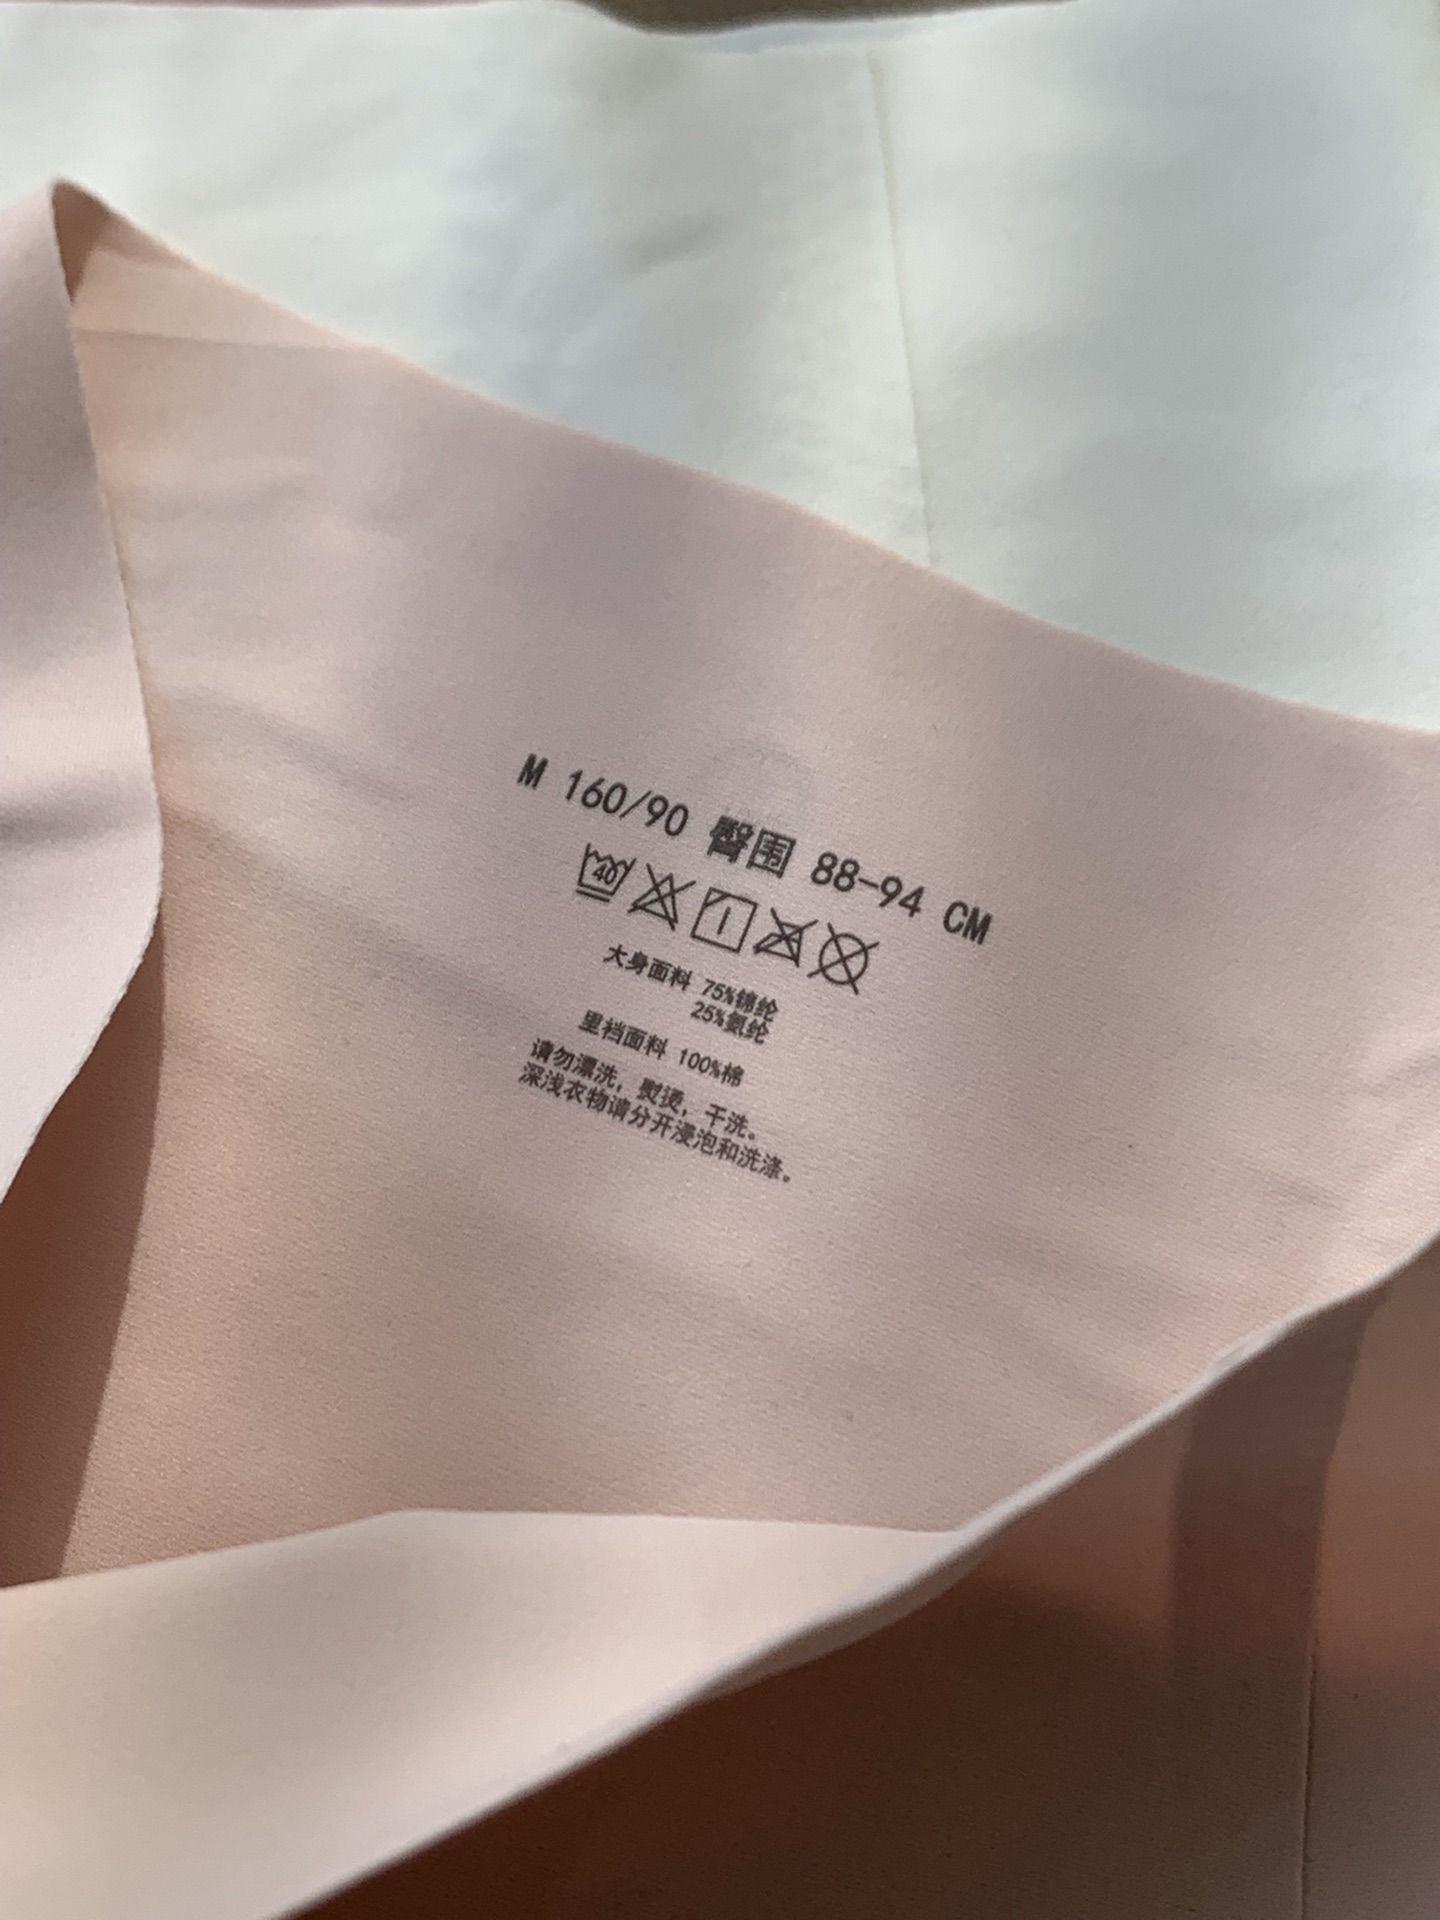 M 160/90 臀围 88-94 CM
40
大身面料 75%锦纶
25%氨纶
里裆面料 100%棉
请勿漂洗，熨烫，干洗。
深浅衣物请分开浸泡和洗涤。